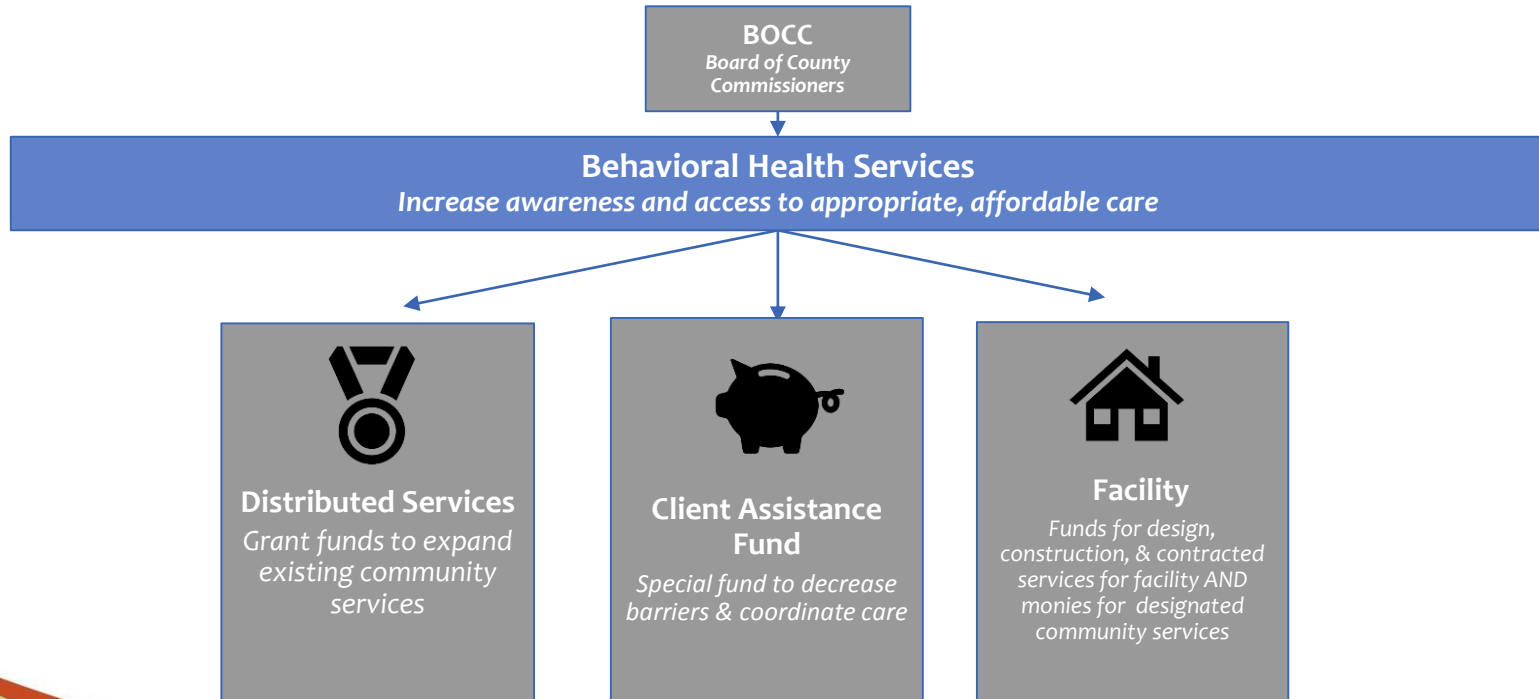 BOCC
Board of County
Commissioners
Behavioral Health Services
Increase awareness and access to appropriate, affordable care
Distributed Services
Grant funds to expand
existing community
services
Client Assistance
Fund
Special fund to decrease
barriers & coordinate care
Facility
Funds for design,
construction, & contracted
services for facility AND
monies for designated
community services